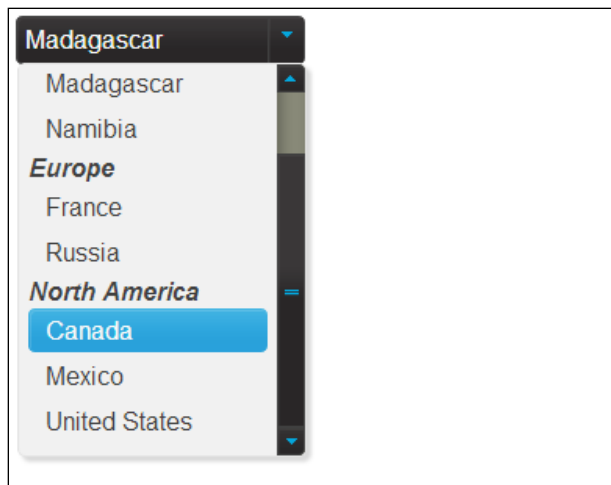 Madagascar
Madagascar
Namibia
Europe
France
Russia
North America
Canada
Mexico
United States